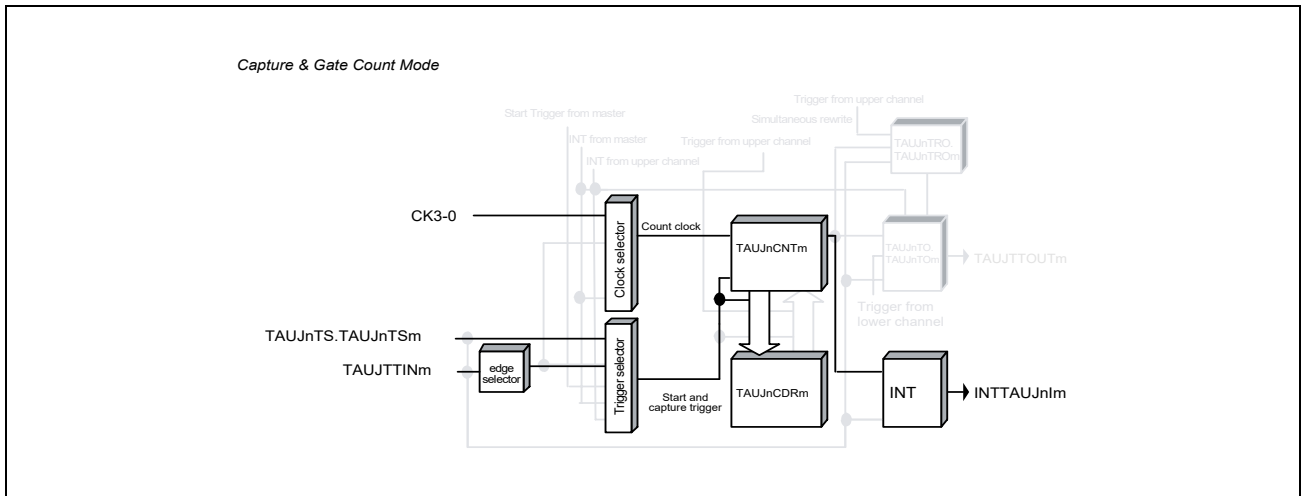 Capture & Gate Count Mode
Trigger from upper channel
Start Trigger from master
Simultaneous rewrite
INT from master
Trigger from upper channel
TAUJnTRO.
TAUJnTROm
INT from upper channel
CK3-0
Clock selector
Count clock
TAUJnCNTm
TAUJnTO.
TAUJnTOm
TAUJTTOUTm
Trigger from
lower channel
TAUJnTS.TAUJnTSm
TAUJTTINm
edge
selector
Trigger selector
Start and
capture trigger
TAUJnCDRm
INT
INTTAUJnIm